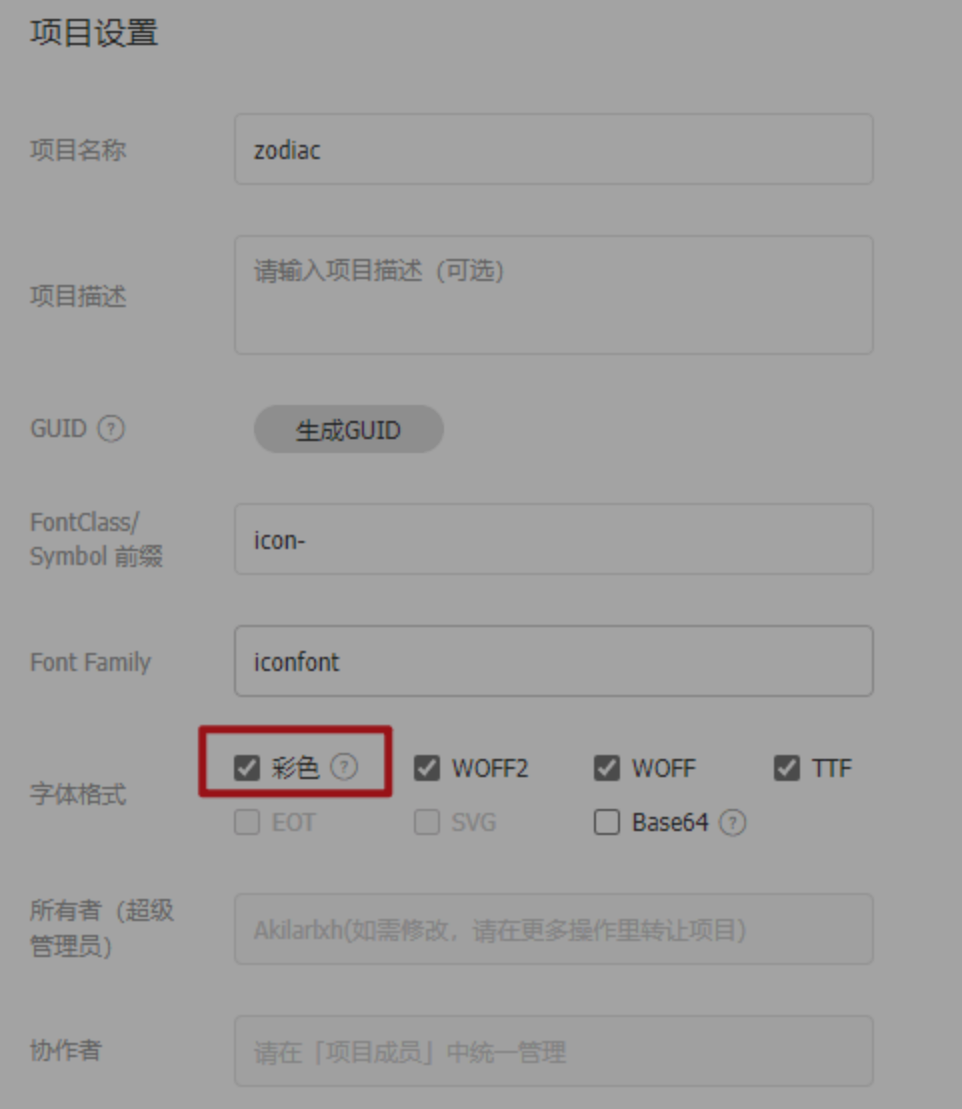 项目设置
项目名称
zodiac
项目描述
请输入项目描述（可选）
GUID ?
生成GUID
FontClass/
Symbol 前缀
icon-
Font Family
iconfont
字体格式
彩色 ? WOFF2 WOFF TTF
EOT SVG Base64 ?
所有者（超级
管理员）
Akilarlxh(如需修改，请在更多操作里转让项目)
协作者
请在「项目成员」中统一管理